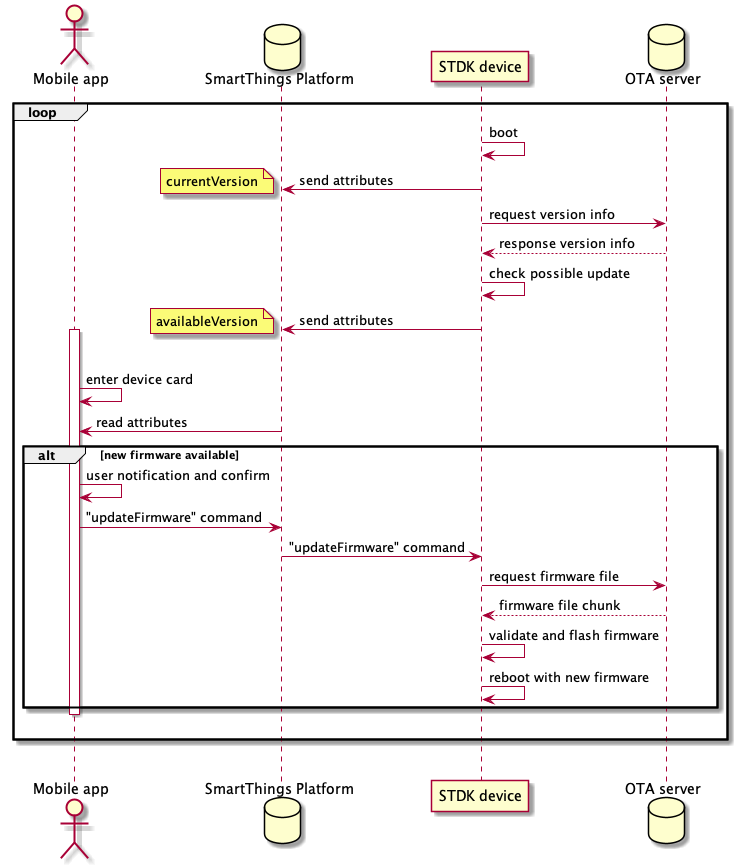 Mobile app
SmartThings Platform
STDK device
OTA server
loop
boot
currentVersion
send attributes
request version info
response version info
check possible update
availableVersion
send attributes
enter device card
read attributes
alt
[new firmware available]
user notification and confirm
"updateFirmware" command
"updateFirmware" command
request firmware file
firmware file chunk
validate and flash firmware
reboot with new firmware
Mobile app
SmartThings Platform
STDK device
OTA server